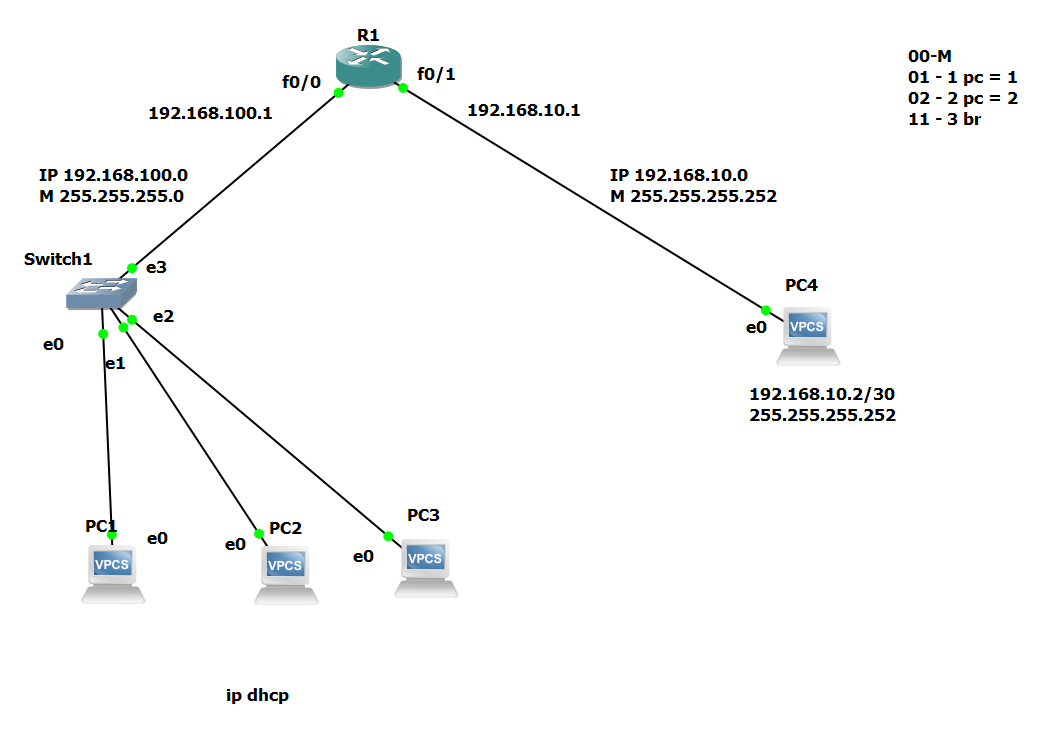 R1
00-M
01 - 1 pc = 1
02 - 2 pc = 2
11 - 3 br
f0/0
f0/1
192.168.100.1
192.168.10.1
IP 192.168.100.0
M 255.255.255.0
IP 192.168.10.0
M 255.255.255.252
Switch1
e3
e2
e0
e1
PC4
e0
VPCS
192.168.10.2/30
255.255.255.252
PC1
e0
VPCS
PC2
e0
VPCS
PC3
e0
VPCS
ip dhcp